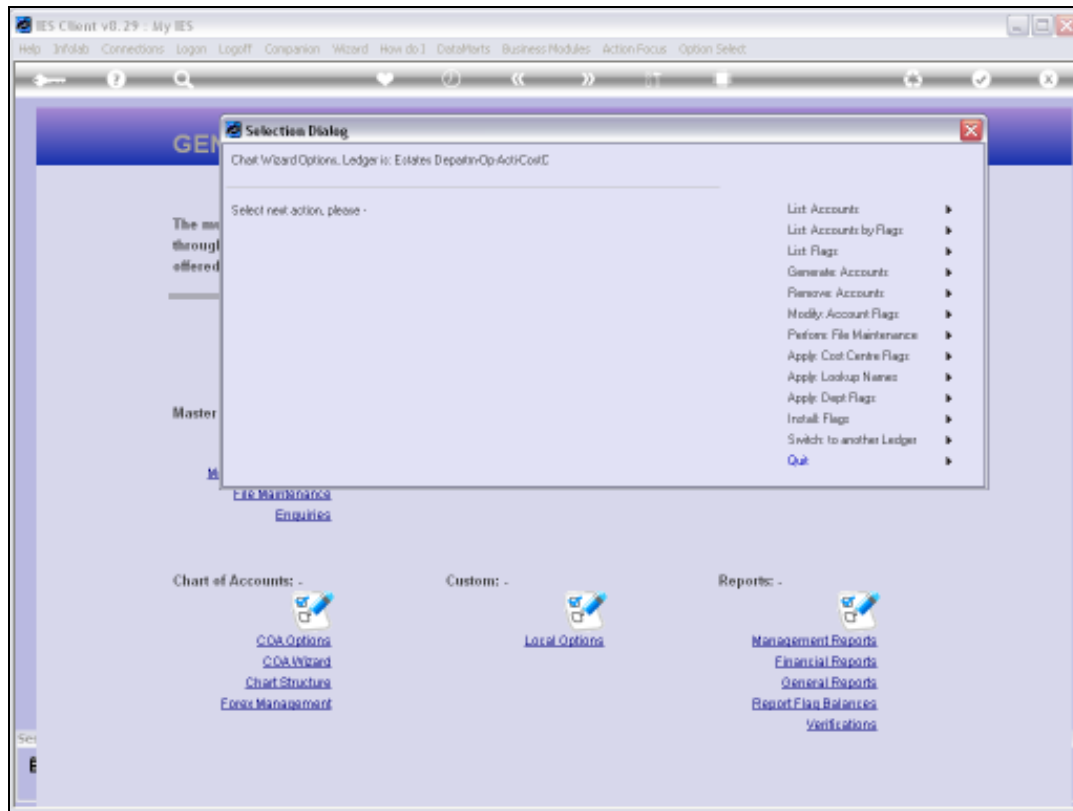 IES Client v8.29 : My IES
Help Infolab Connections Logon Logoff Companion Wizard How do I DataMarts Business Modules Action Focus Option Select
GEN
Selection Dialog
Chart Wizard Options, Ledger is: Estates Departm-Op-Acti-CostC
Select next action, please -
List: Accounts
List: Accounts by Flags
List: Flags
Generate: Accounts
Remove: Accounts
Modify: Account Flags
Perform: File Maintenance
Apply: Cost Centre Flags
Apply: Lookup Names
Apply: Dept Flags
Install: Flags
Switch: to another Ledger
Quit
The
through
offered
Master
M
File Maintenance
Enquiries
Chart of Accounts: -
Custom: -
Reports: -
COA Options
COA Wizard
Chart Structure
Forex Management
Local Options
Management Reports
Financial Reports
General Reports
Report Flag Balances
Verifications
Se